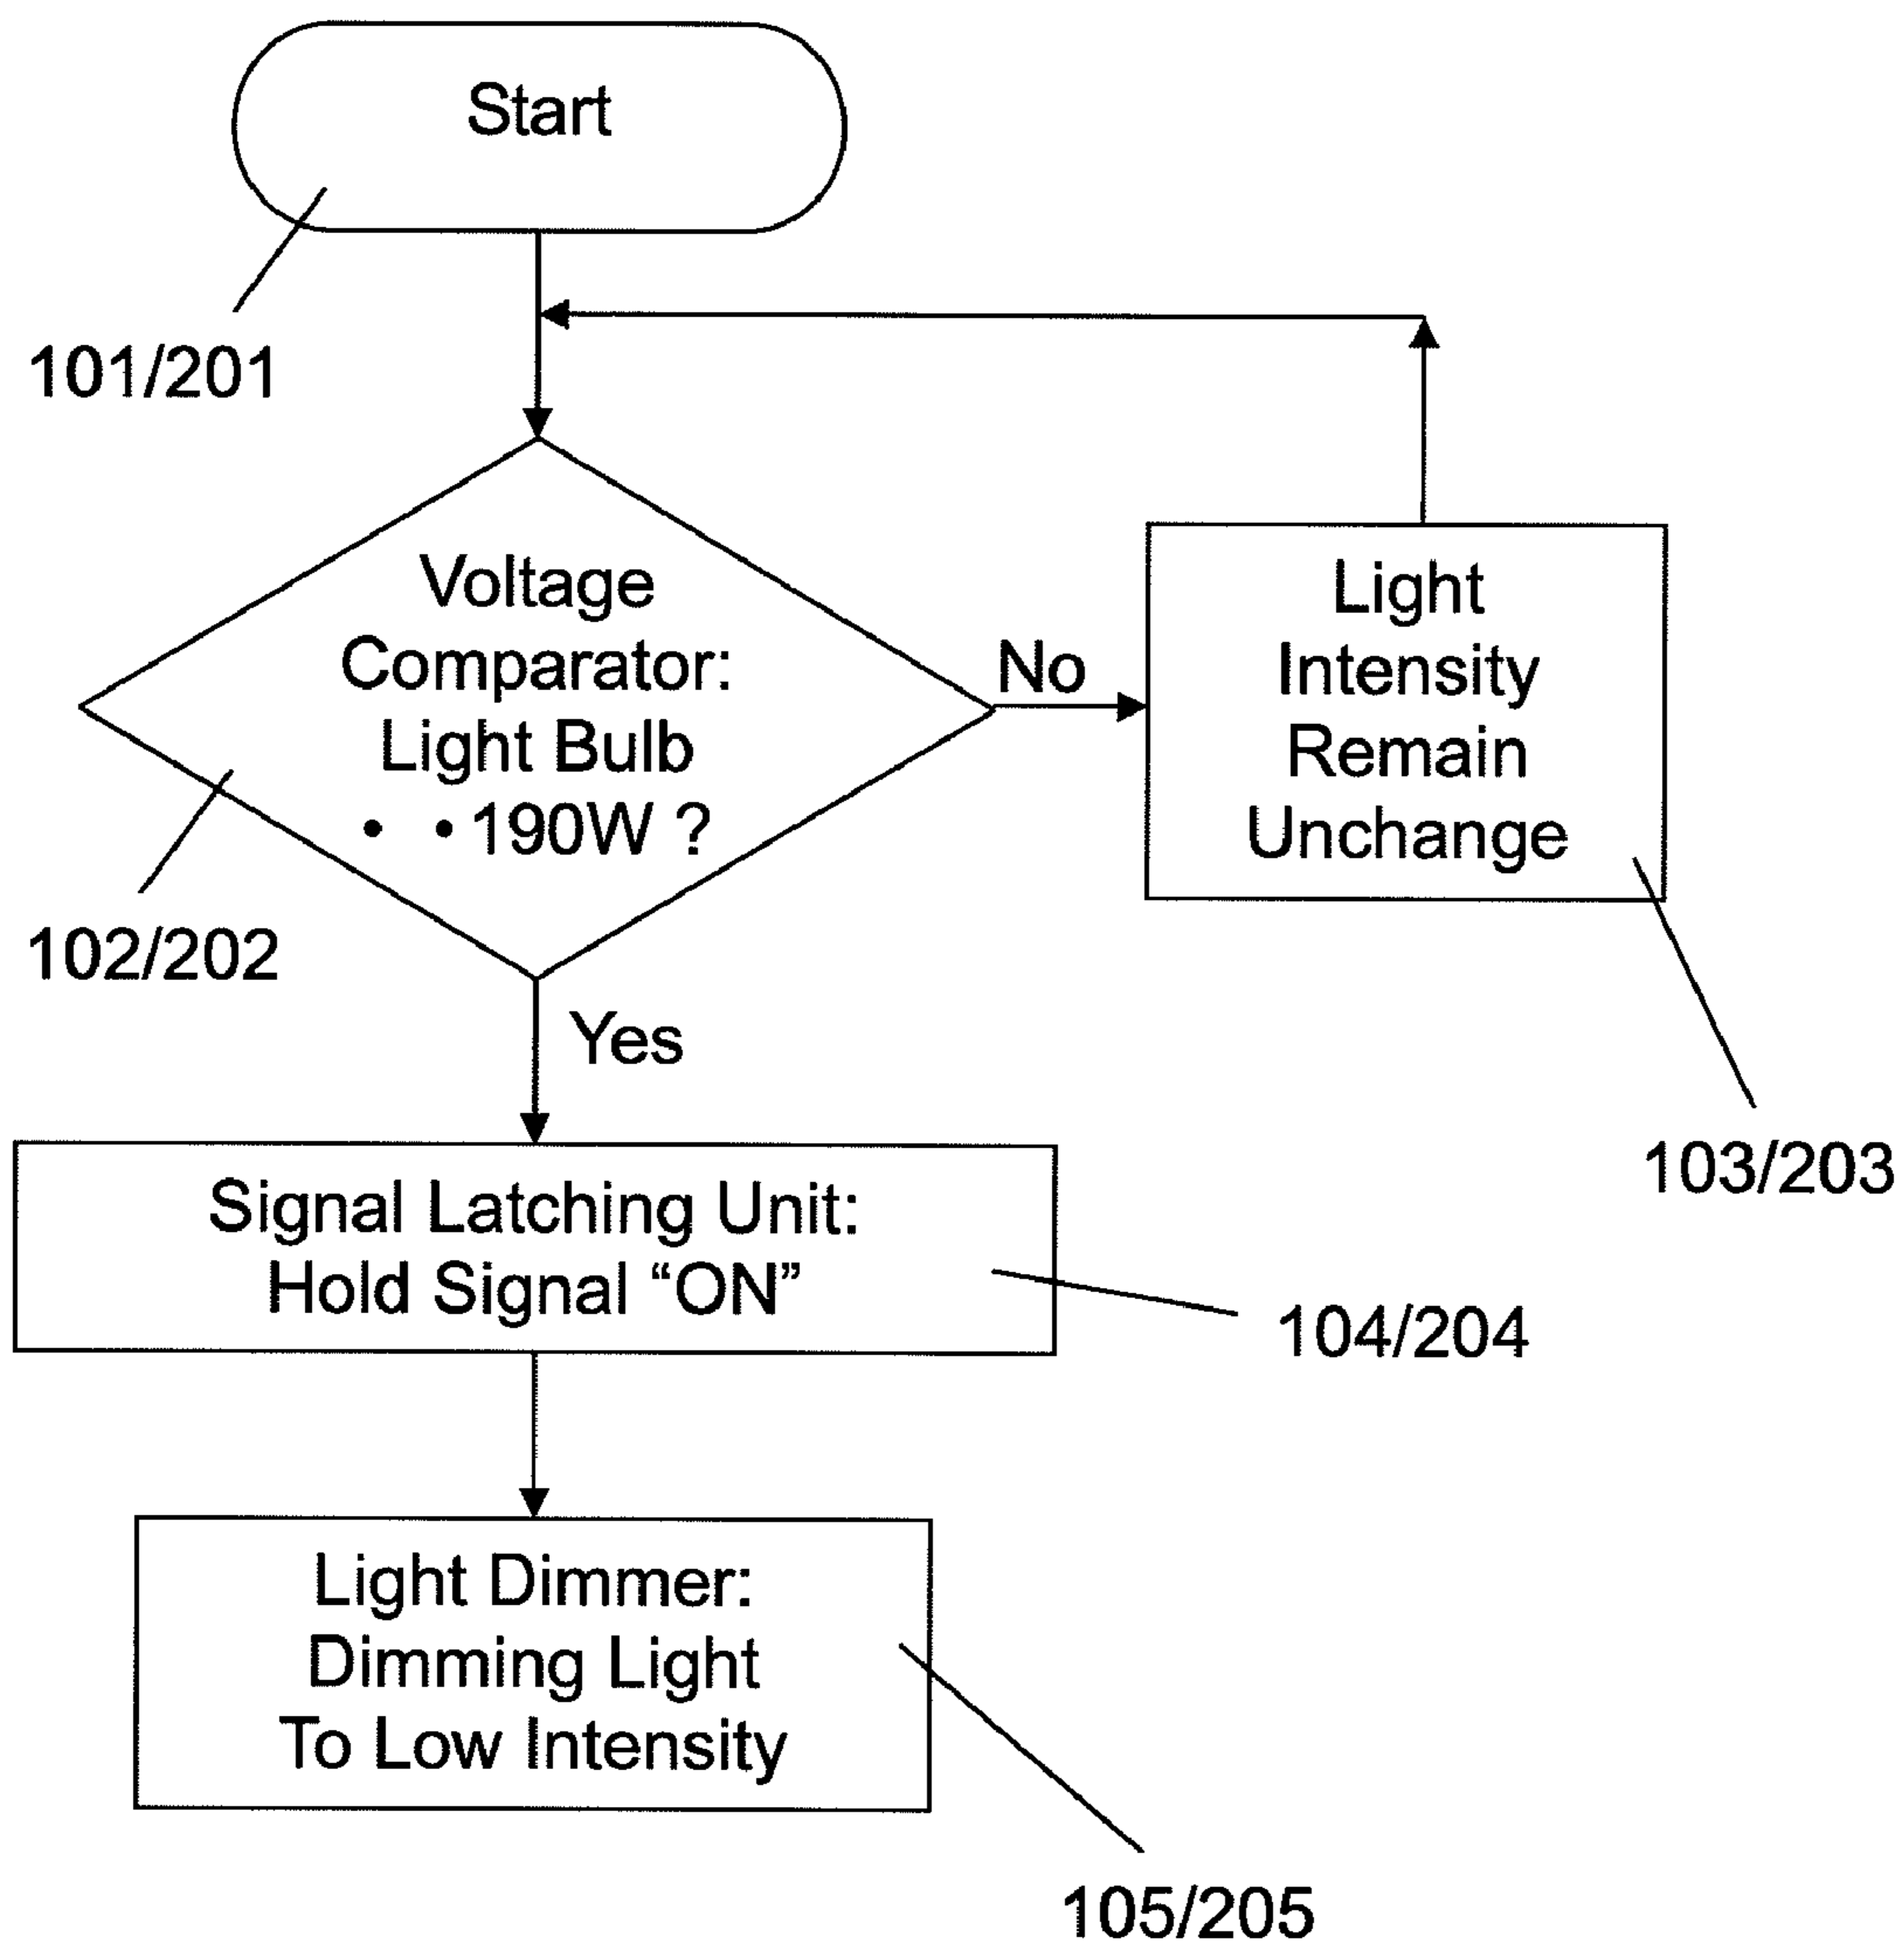 Start
101/201
Voltage
Comparator:
Light Bulb
• • 190W ?
102/202
No
Light
Intensity
Remain
Unchange
103/203
Yes
Signal Latching Unit:
Hold Signal “ON”
104/204
Light Dimmer:
Dimming Light
To Low Intensity
105/205